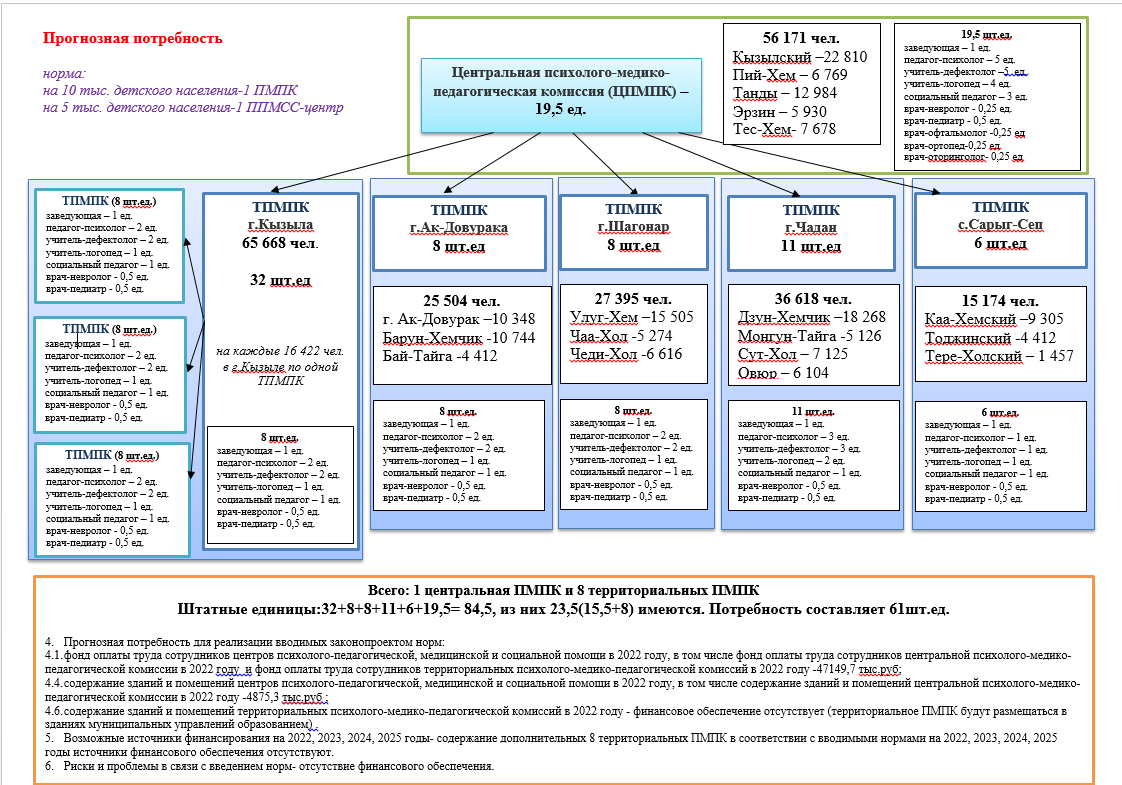 Прогнозная потребность
норма:
на 10 тыс. детского населения-1 ПМПК
на 5 тыс. детского населения-1 ППМСС-центр
Центральная психолого-медико-
педагогическая комиссия (ЦПМПК) –
19,5 ед.
56 171 чел.
Кызылский –22 810
Пий-Хем – 6 769
Танды – 12 984
Эрзин – 5 930
Тес-Хем- 7 678
19,5 шт.ед.
заведующая – 1 ед.
педагог-психолог – 5 ед.
учитель-дефектолог –5 ед.
учитель-логопед – 4 ед.
социальный педагог – 3 ед.
врач-невролог - 0,25 ед.
врач-педиатр - 0,5 ед.
врач-офтальмолог -0,25 ед
врач-ортопед-0,25 ед.
врач-оторинголог- 0,25 ед.
ТПМПК (8 шт.ед.)
заведующая – 1 ед.
педагог-психолог – 2 ед.
учитель-дефектолог – 2 ед.
учитель-логопед – 1 ед.
социальный педагог – 1 ед.
врач-невролог - 0,5 ед.
врач-педиатр - 0,5 ед.
ТПМПК (8 шт.ед.)
заведующая – 1 ед.
педагог-психолог – 2 ед.
учитель-дефектолог – 2 ед.
учитель-логопед – 1 ед.
социальный педагог – 1 ед.
врач-невролог - 0,5 ед.
врач-педиатр - 0,5 ед.
ТПМПК (8 шт.ед.)
заведующая – 1 ед.
педагог-психолог – 2 ед.
учитель-дефектолог – 2 ед.
учитель-логопед – 1 ед.
социальный педагог – 1 ед.
врач-невролог - 0,5 ед.
врач-педиатр - 0,5 ед.
ТПМПК
г.Кызыла
65 668 чел.
32 шт.ед
на каждые 16 422 чел.
в г.Кызыле по одной
ТПМПК
8 шт.ед.
заведующая – 1 ед.
педагог-психолог – 2 ед.
учитель-дефектолог – 2 ед.
учитель-логопед – 1 ед.
социальный педагог – 1 ед.
врач-невролог - 0,5 ед.
врач-педиатр - 0,5 ед.
ТПМПК
г.Ак-Довурака
8 шт.ед
25 504 чел.
г. Ак-Довурак –10 348
Барун-Хемчик -10 744
Бай-Тайга -4 412
8 шт.ед.
заведующая – 1 ед.
педагог-психолог – 2 ед.
учитель-дефектолог – 2 ед.
учитель-логопед – 1 ед.
социальный педагог – 1 ед.
врач-невролог - 0,5 ед.
врач-педиатр - 0,5 ед.
ТПМПК
г.Шагонар
8 шт.ед
27 395 чел.
Улуг-Хем –15 505
Чаа-Хол -5 274
Чеди-Хол -6 616
8 шт.ед.
заведующая – 1 ед.
педагог-психолог – 2 ед.
учитель-дефектолог – 2 ед.
учитель-логопед – 1 ед.
социальный педагог – 1 ед.
врач-невролог - 0,5 ед.
врач-педиатр - 0,5 ед.
ТПМПК
г.Чадан
11 шт.ед
36 618 чел.
Дзун-Хемчик –18 268
Монгун-Тайга -5 126
Сут-Хол – 7 125
Овюр – 6 104
11 шт.ед.
заведующая – 1 ед.
педагог-психолог – 3 ед.
учитель-дефектолог – 3 ед.
учитель-логопед – 2 ед.
социальный педагог – 1 ед.
врач-невролог - 0,5 ед.
врач-педиатр - 0,5 ед.
ТПМПК
с.Сарыг-Сеп
6 шт.ед
15 174 чел.
Каа-Хемский –9 305
Тоджинский -4 412
Тере-Холский – 1 457
6 шт.ед.
заведующая – 1 ед.
педагог-психолог – 1 ед.
учитель-дефектолог – 1 ед.
учитель-логопед – 1 ед.
социальный педагог – 1 ед.
врач-невролог - 0,5 ед.
врач-педиатр - 0,5 ед.
Всего: 1 центральная ПМПК и 8 территориальных ПМПК
Штатные единицы:32+8+8+11+6+19,5= 84,5, из них 23,5(15,5+8) имеются. Потребность составляет 61шт.ед.
4. Прогнозная потребность для реализации вводимых законопроектом норм:
4.1.фонд оплаты труда сотрудников центров психолого-педагогической, медицинской и социальной помощи в 2022 году, в том числе фонд оплаты труда сотрудников центральной психолого-медико-
педагогической комиссии в 2022 году и фонд оплаты труда сотрудников территориальных психолого-медико-педагогической комиссий в 2022 году -47149,7 тыс.руб;
4.4.содержание зданий и помещений центров психолого-педагогической, медицинской и социальной помощи в 2022 году, в том числе содержание зданий и помещений центральной психолого-медико-
педагогической комиссии в 2022 году -4875,3 тыс.руб.;
4.6.содержание зданий и помещений территориальных психолого-медико-педагогической комиссий в 2022 году - финансовое обеспечение отсутствует (территориальное ПМПК будут размещаться в
зданиях муниципальных управлений образованием) .
5. Возможные источники финансирования на 2022, 2023, 2024, 2025 годы- содержание дополнительных 8 территориальных ПМПК в соответствии с вводимыми нормами на 2022, 2023, 2024, 2025
годы источники финансового обеспечения отсутствуют.
6. Риски и проблемы в связи с введением норм- отсутствие финансового обеспечения.